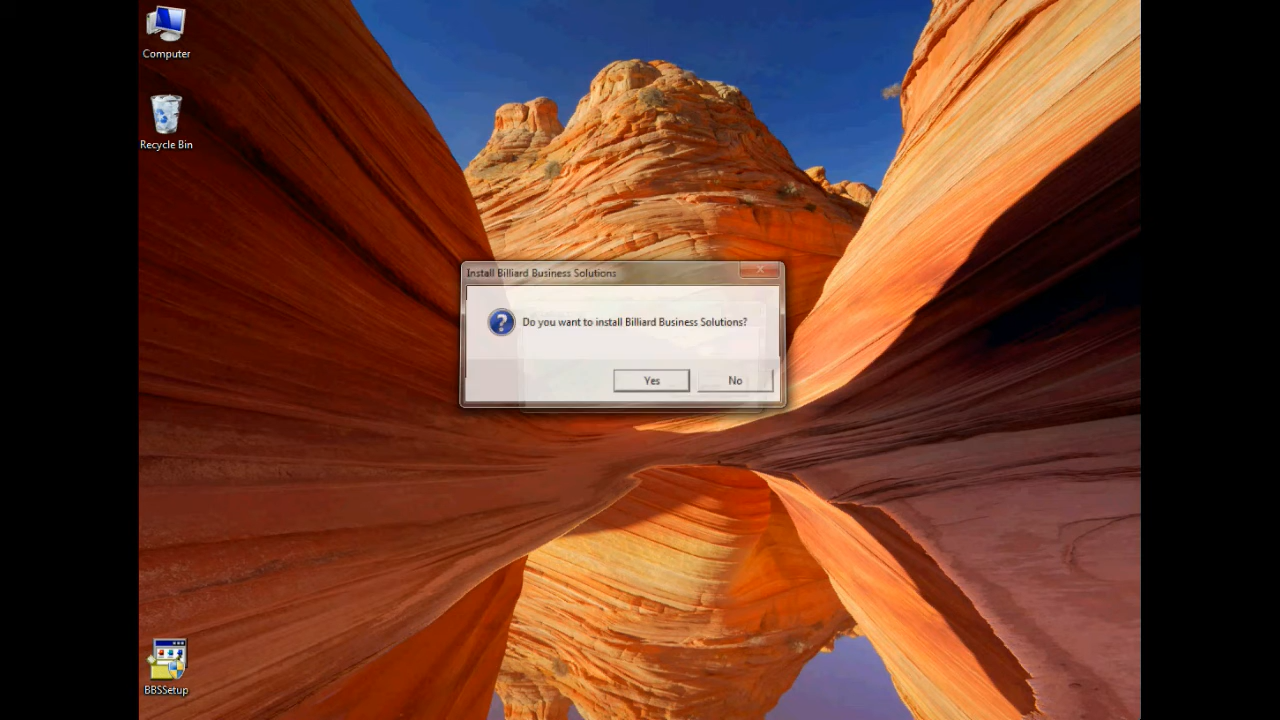 Computer
Recycle Bin
Install Billiard Business Solutions
Do you want to install Billiard Business Solutions?
Yes
No
BBSSetup